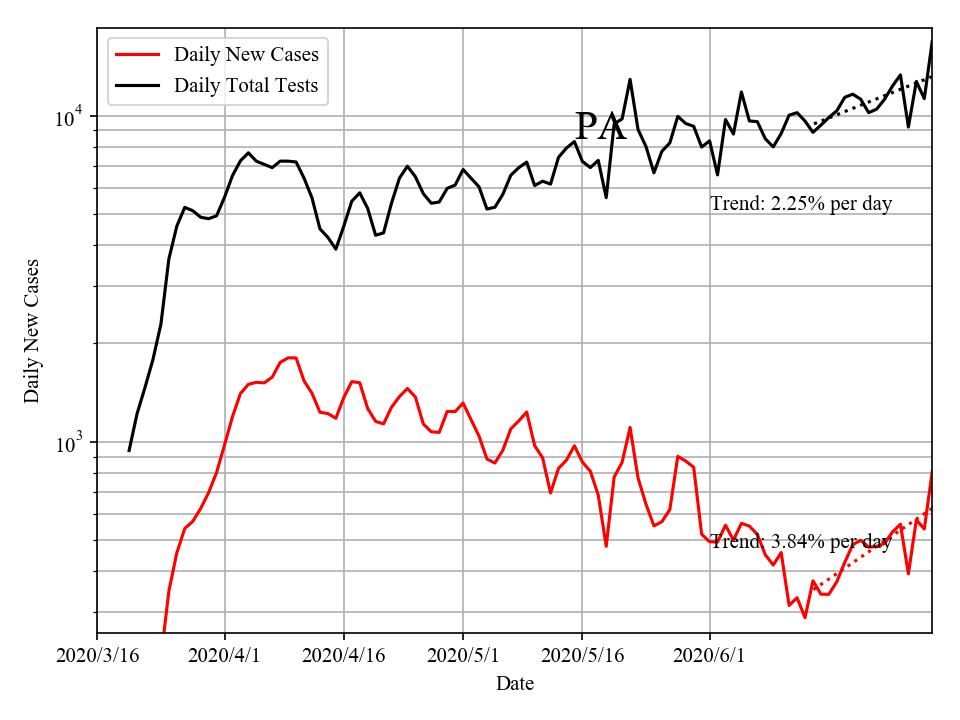 Daily New Cases
Daily Total Tests
PA
10^4
Trend: 2.25% per day
Daily New Cases
10^3
Trend: 3.84% per day
2020/3/16 2020/4/1 2020/4/16 2020/5/1 2020/5/16 2020/6/1
Date